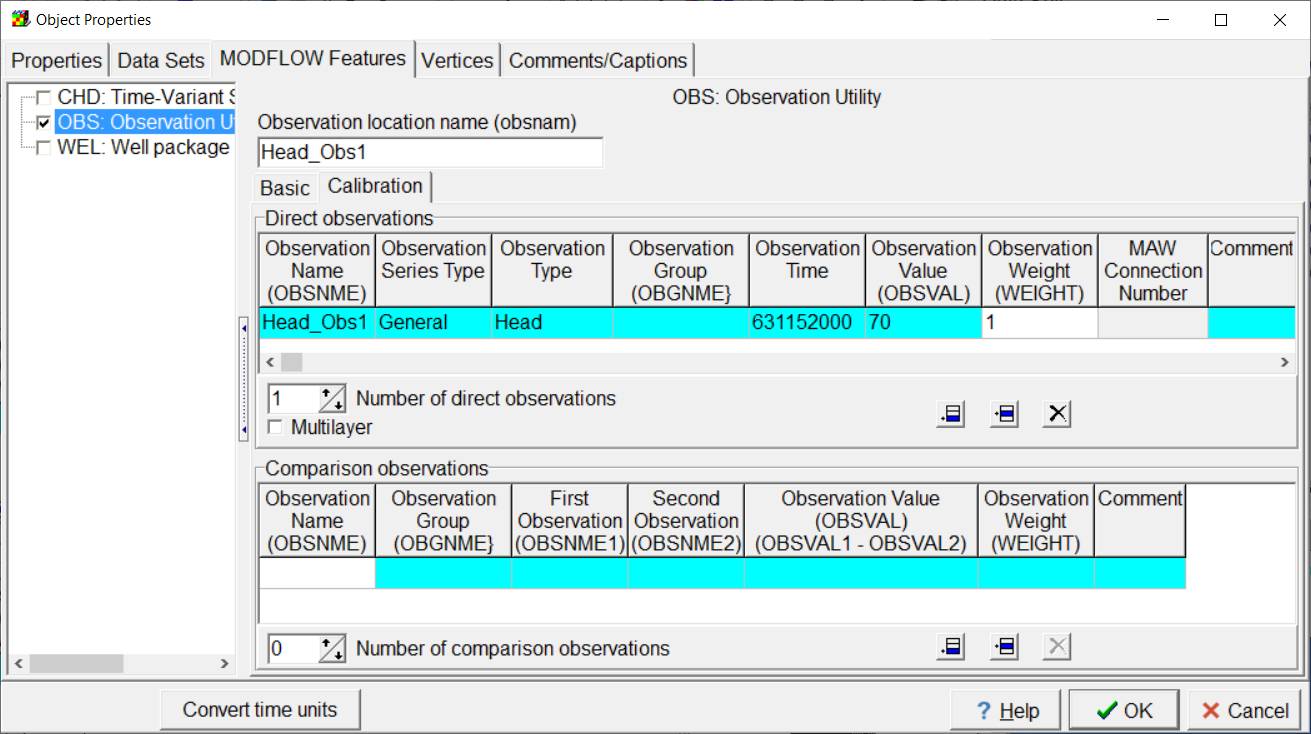 Object Properties
Properties
Data Sets
MODFLOW Features
Vertices
Comments/Captions
CHD: Time-Variant S
OBS: Observation Ut
WEL: Well package
OBS: Observation Utility
Observation location name (obsnam)
Head_Obs1
Basic
Calibration
Direct observations
Observation Name (OBSNME)
Observation Series Type
Observation Type
Observation Group (OBGNME}
Observation Time
Observation Value (OBSVAL)
Observation Weight (WEIGHT)
MAW Connection Number
Comment
Head_Obs1 General Head 631152000 70 1
1 Number of direct observations
Multilayer
Comparison observations
Observation Name (OBSNME)
Observation Group (OBGNME}
First Observation (OBSNME1)
Second Observation (OBSNME2)
Observation Value (OBSVAL) (OBSVAL1 - OBSVAL2)
Observation Weight (WEIGHT)
Comment
0 Number of comparison observations
Convert time units
? Help
OK
Cancel